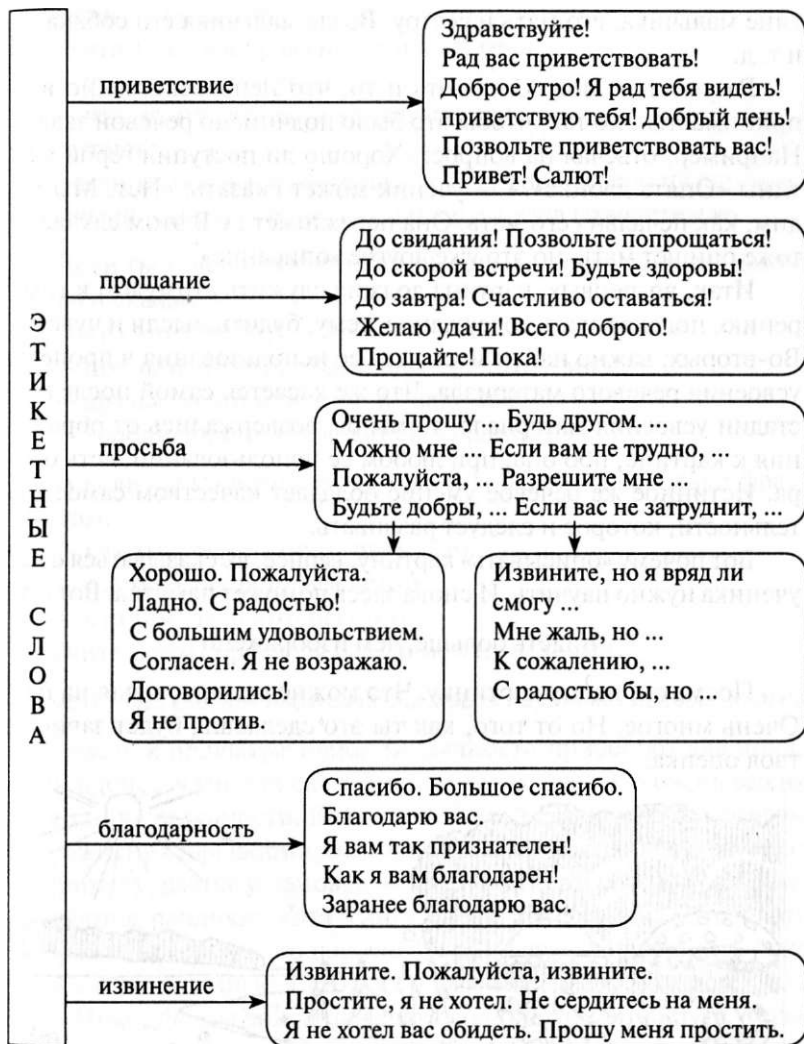 ЭТИКЕТНЫЕ СЛОВА
приветствие
Здравствуйте!
Рад вас приветствовать!
Доброе утро! Я рад тебя видеть!
приветствую тебя! Добрый день!
Позвольте приветствовать вас!
Привет! Салют!
прощание
До свидания! Позвольте попрощаться!
До скорой встречи! Будьте здоровы!
До завтра! Счастливо оставаться!
Желаю удачи! Всего доброго!
Прощайте! Пока!
просьба
Очень прошу ... Будь другом. ...
Можно мне ... Если вам не трудно, ...
Пожалуйста, ... Разрешите мне ...
Будьте добры, ... Если вас не затруднит, ...
Хорошо. Пожалуйста.
Ладно. С радостью!
С большим удовольствием.
Согласен. Я не возражаю.
Договорились!
Я не против.
Извините, но я вряд ли
смогу ...
Мне жаль, но ...
К сожалению, ...
С радостью бы, но ...
благодарность
Спасибо. Большое спасибо.
Благодарю вас.
Я вам так признателен!
Как я вам благодарен!
Заранее благодарю вас.
извинение
Извините. Пожалуйста, извините.
Простите, я не хотел. Не сердитесь на меня.
Я не хотел вас обидеть. Прошу меня простить.